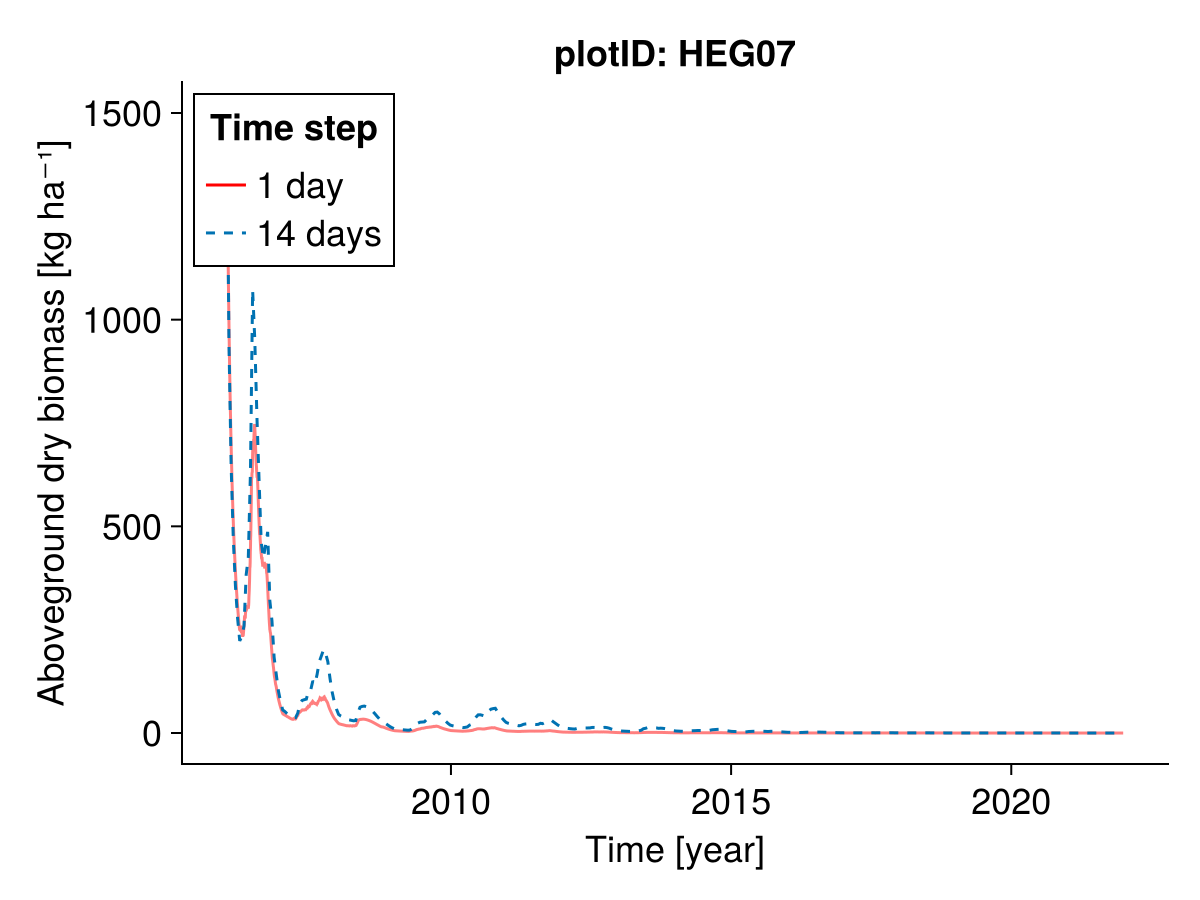 plotID: HEG07
Time step
1 day
14 days
1500
1000
500
0
Aboveground dry biomass [kg ha⁻¹]
2010
2015
2020
Time [year]